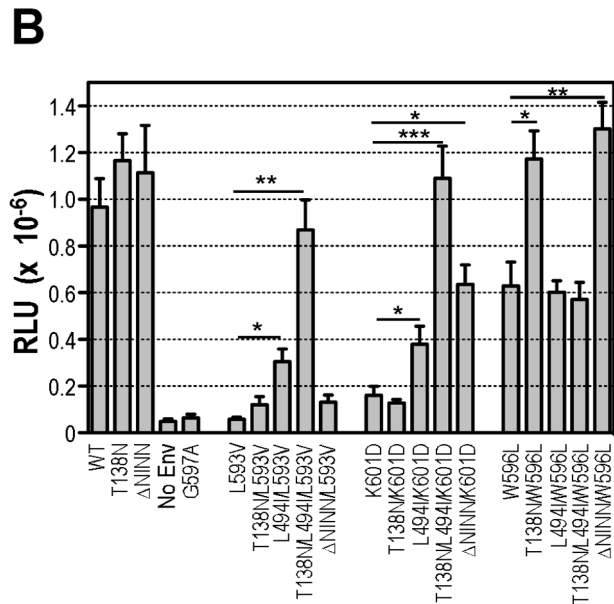 B
RLU (x 10-6)
1.4
1.2
1.0
0.8
0.6
0.4
0.2
0
*
**
*
*
***
*
*
**
WT
T138N
ΔNINN
No Env
G597A
L593V
T138N/L593V
L494I/L593V
T138N/L494I/L593V
ΔNINN/L593V
K601D
T138N/K601D
L494I/K601D
T138N/L494I/K601D
ΔNINN/K601D
W596L
T138N/W596L
L494I/W596L
T138N/L494I/W596L
ΔNINN/W596L